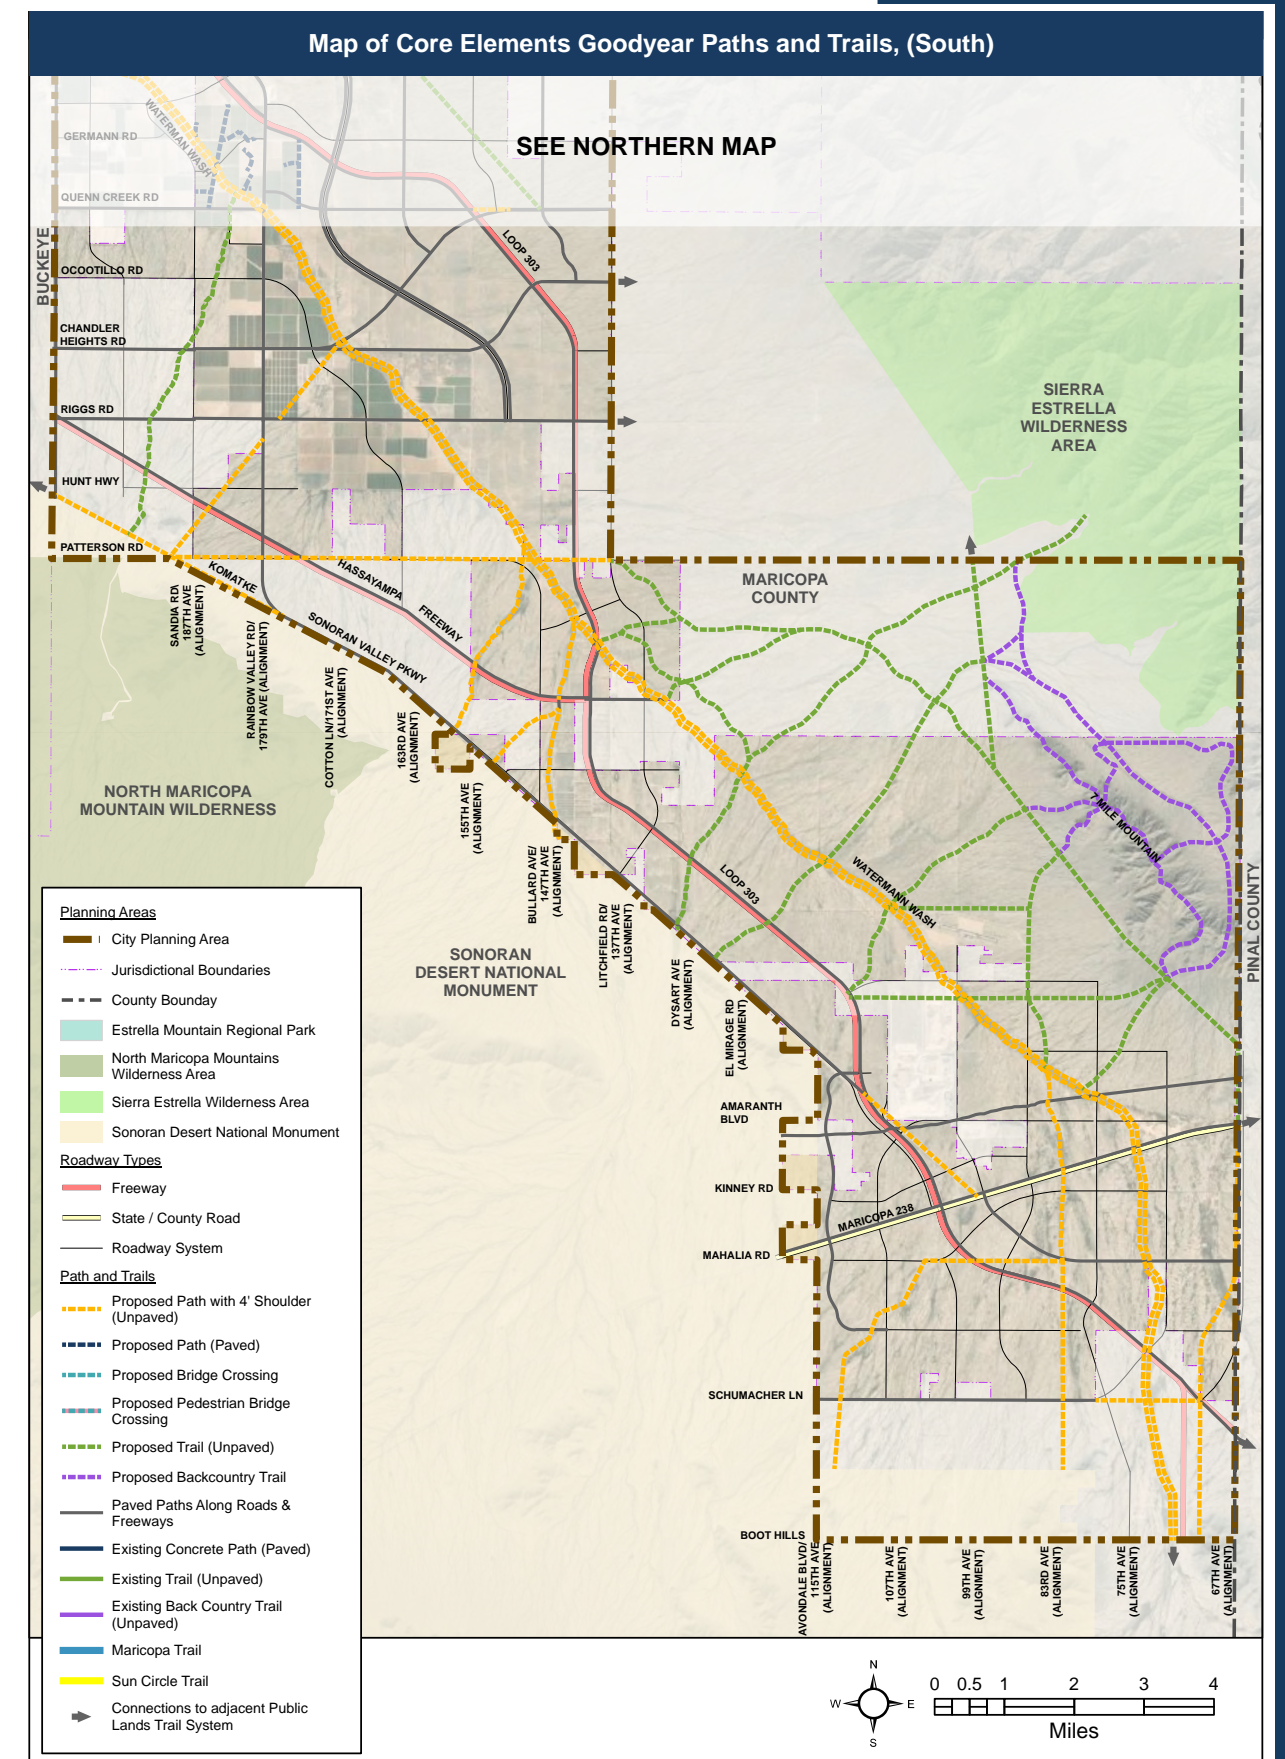 Map of Core Elements Goodyear Paths and Trails, (South)
SEE NORTHERN MAP
WATERMAN WASH
GERMANN RD
QUENN CREEK RD
BUCKEYE
LOOP 303
OCOOTILLO RD
CHANDLER
HEIGHTS RD
RIGGS RD
SIERRA
ESTRELLA
WILDERNESS
AREA
HUNT HWY
PATTERSON RD
KOMATKE
HASSAYAMPA
FREEWAY
SONORAN VALLEY PKWY
MARICOPA
COUNTY
SANDIA RD\
187TH AVE
(ALIGNMENT)
RAINBOW VALLEY RD/
179TH AVE (ALIGNMENT)
COTTON LN/171ST AVE
(ALIGNMENT)
163RD AVE
(ALIGNMENT)
155TH AVE
(ALIGNMENT)
NORTH MARICOPA
MOUNTAIN WILDERNESS
7 MILE MOUNTAIN
BULLARD AVE/
147TH AVE
(ALIGNMENT)
LOOP 303
WATERMANN WASH
PINAL COUNTY
LITCHFIELD RD/
137TH AVE
(ALIGNMENT)
SONORAN
DESERT NATIONAL
MONUMENT
DYSART AVE
(ALIGNMENT)
EL MIRAGE RD
(ALIGNMENT)
AMARANTH
BLVD
KINNEY RD
MARICOPA 238
MAHALIA RD
SCHUMACHER LN
BOOT HILLS
AVONDALE BLVD/
115TH AVE
(ALIGNMENT)
107TH AVE
(ALIGNMENT)
99TH AVE
(ALIGNMENT)
83RD AVE
(ALIGNMENT)
75TH AVE
(ALIGNMENT)
67TH AVE
(ALIGNMENT)
Planning Areas
City Planning Area
Jurisdictional Boundaries
County Bounday
Estrella Mountain Regional Park
North Maricopa Mountains
Wilderness Area
Sierra Estrella Wilderness Area
Sonoran Desert National Monument
Roadway Types
Freeway
State / County Road
Roadway System
Path and Trails
Proposed Path with 4' Shoulder
(Unpaved)
Proposed Path (Paved)
Proposed Bridge Crossing
Proposed Pedestrian Bridge
Crossing
Proposed Trail (Unpaved)
Proposed Backcountry Trail
Paved Paths Along Roads &
Freeways
Existing Concrete Path (Paved)
Existing Trail (Unpaved)
Existing Back Country Trail
(Unpaved)
Maricopa Trail
Sun Circle Trail
Connections to adjacent Public
Lands Trail System
N
W E
S
0 0.5 1 2 3 4
Miles